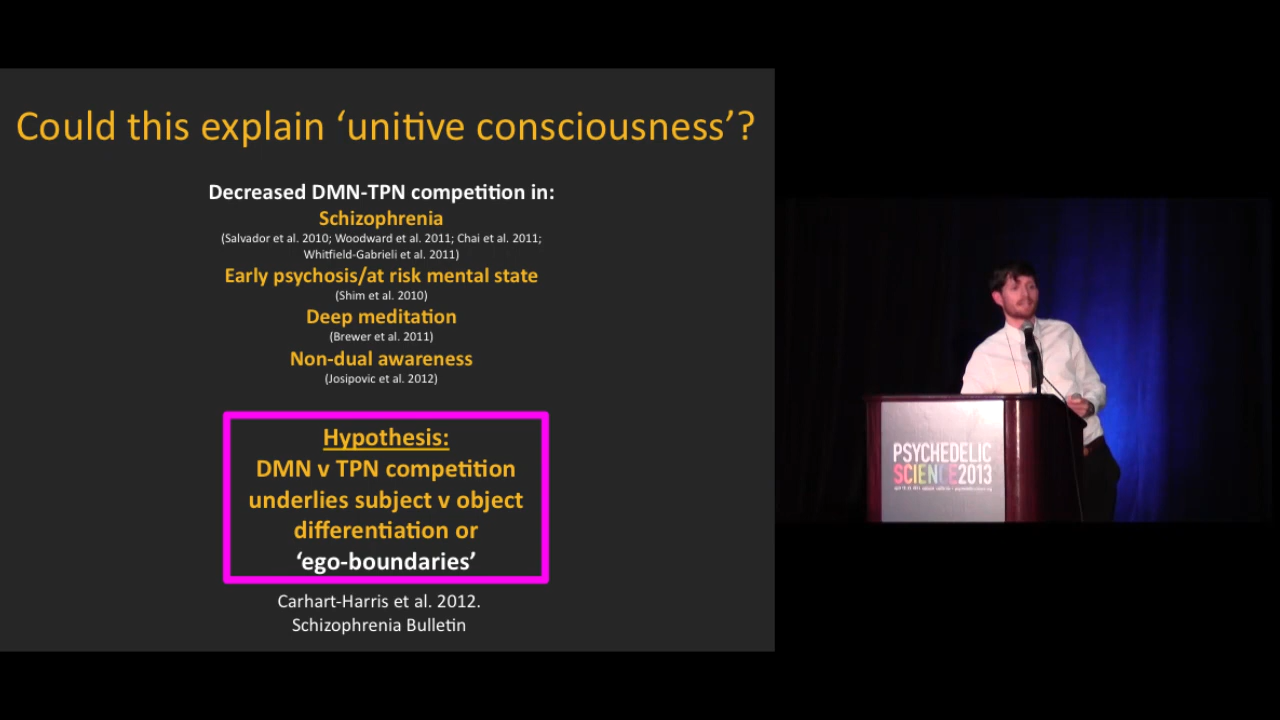 Could this explain ‘unitive consciousness’?
Decreased DMN-TPN competition in:
Schizophrenia
(Salvador et al. 2010; Woodward et al. 2011; Chai et al. 2011;
Whitfield-Gabrieli et al. 2011)
Early psychosis/at risk mental state
(Shim et al. 2010)
Deep meditation
(Brewer et al. 2011)
Non-dual awareness
(Josipovic et al. 2012)
Hypothesis:
DMN v TPN competition
underlies subject v object
differentiation or
‘ego-boundaries’
Carhart-Harris et al. 2012.
Schizophrenia Bulletin
PSYCHEDELIC
SCIENCE2013